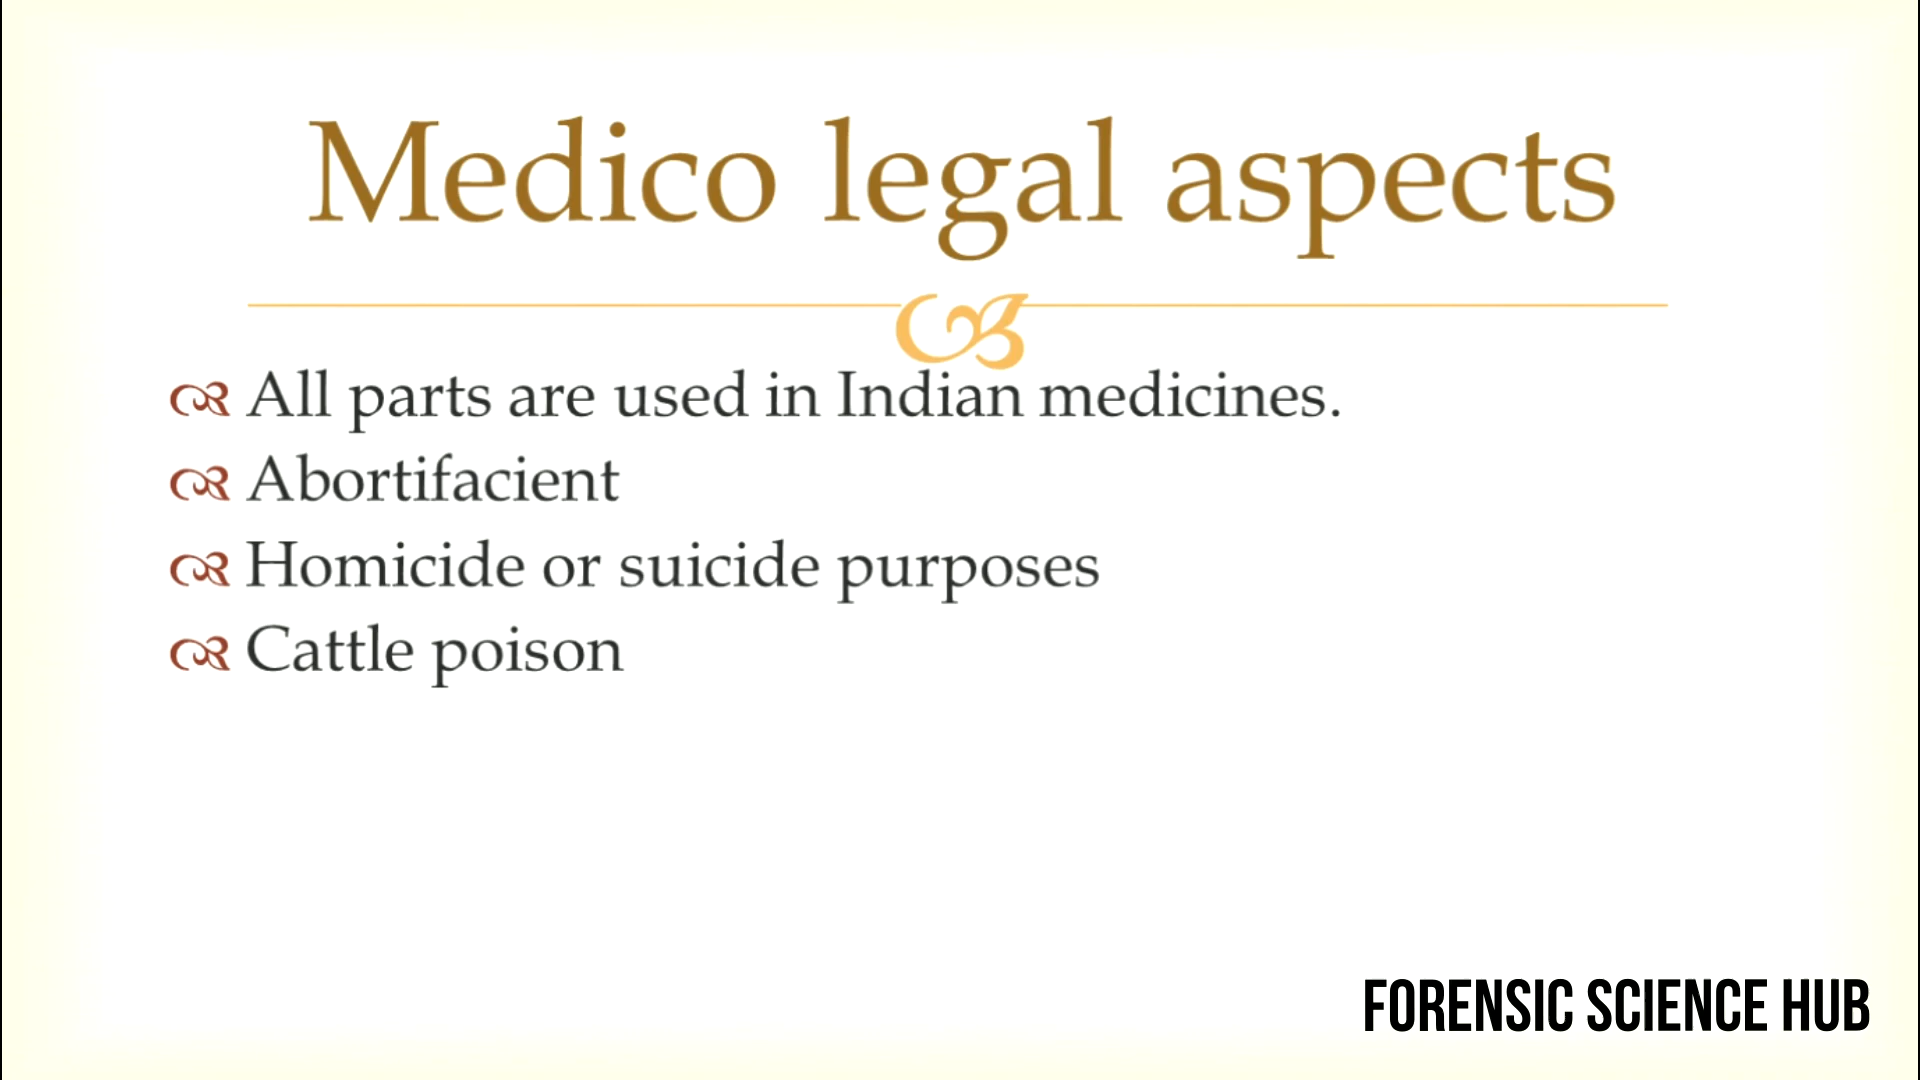 Medico legal aspects
All parts are used in Indian medicines.
Abortifacient
Homicide or suicide purposes
Cattle poison
FORENSIC SCIENCE HUB